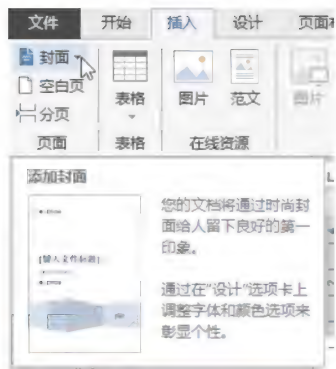 文件 开始 插入 设计 页面
封面
空白页
分页
表格 图片 范文 图片
页面 表格 在线资源
添加封面
您的文档将通过时尚封
面给人留下良好的第一
印象。
[键入文档标题]
通过在“设计”选项卡上
调整字体和颜色选项来
彰显个性。